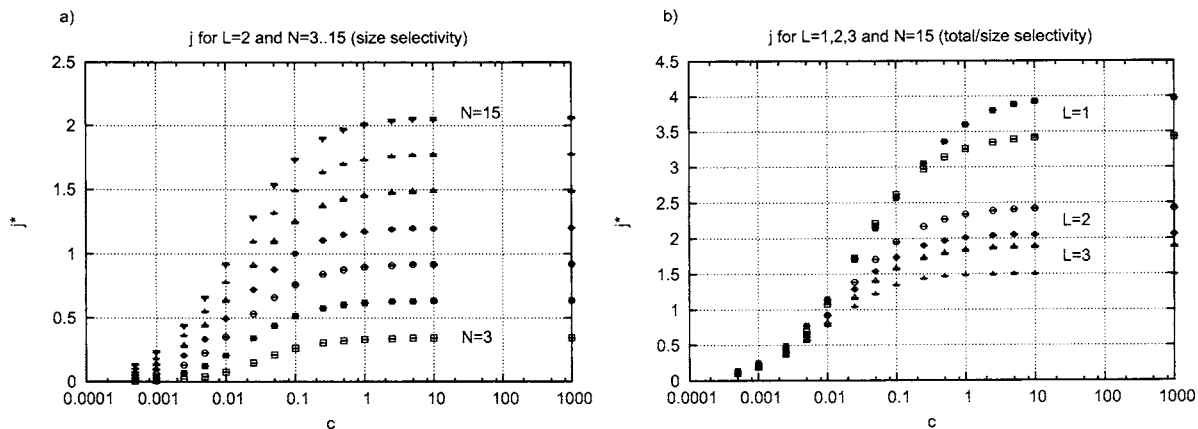 a)
j for L=2 and N=3..15 (size selectivity)
2.5
2
1.5
1
0.5
0
j*
N=15
N=3
0.0001 0.001 0.01 0.1 1 10 100 1000
c
b)
j for L=1,2,3 and N=15 (total/size selectivity)
4.5
4
3.5
3
2.5
2
1.5
1
0.5
0
j*
L=1
L=2
L=3
0.0001 0.001 0.01 0.1 1 10 100 1000
c